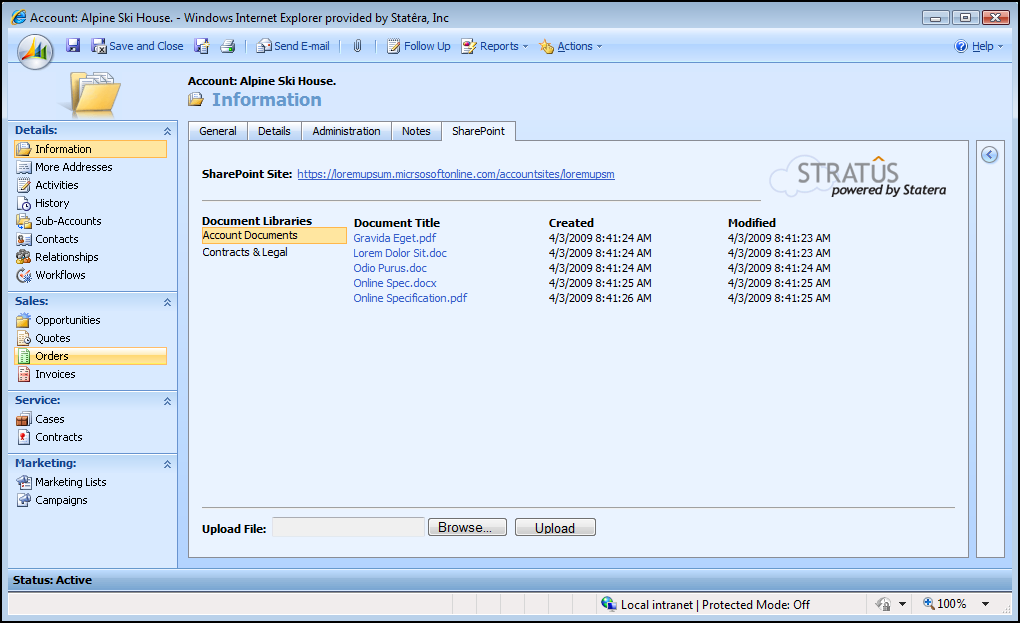 Account: Alpine Ski House. - Windows Internet Explorer provided by Statêra, Inc
Save and Close Send E-mail Follow Up Reports Actions Help
Account: Alpine Ski House.
Information
Details:
Information
More Addresses
Activities
History
Sub-Accounts
Contacts
Relationships
Workflows
Sales:
Opportunities
Quotes
Orders
Invoices
Service:
Cases
Contracts
Marketing:
Marketing Lists
Campaigns
General Details Administration Notes SharePoint
SharePoint Site: https://loremupsum.micrsosoftonline.com/accountsites/loremupsm
STRATUS
powered by Statera
Document Libraries
Account Documents
Contracts & Legal
Document Title Created Modified
Gravida Eget.pdf 4/3/2009 8:41:24 AM 4/3/2009 8:41:23 AM
Lorem Dolor Sit.doc 4/3/2009 8:41:24 AM 4/3/2009 8:41:23 AM
Odio Purus.doc 4/3/2009 8:41:24 AM 4/3/2009 8:41:24 AM
Online Spec.docx 4/3/2009 8:41:25 AM 4/3/2009 8:41:25 AM
Online Specification.pdf 4/3/2009 8:41:26 AM 4/3/2009 8:41:25 AM
Upload File: Browse... Upload
Status: Active
Local intranet | Protected Mode: Off 100%